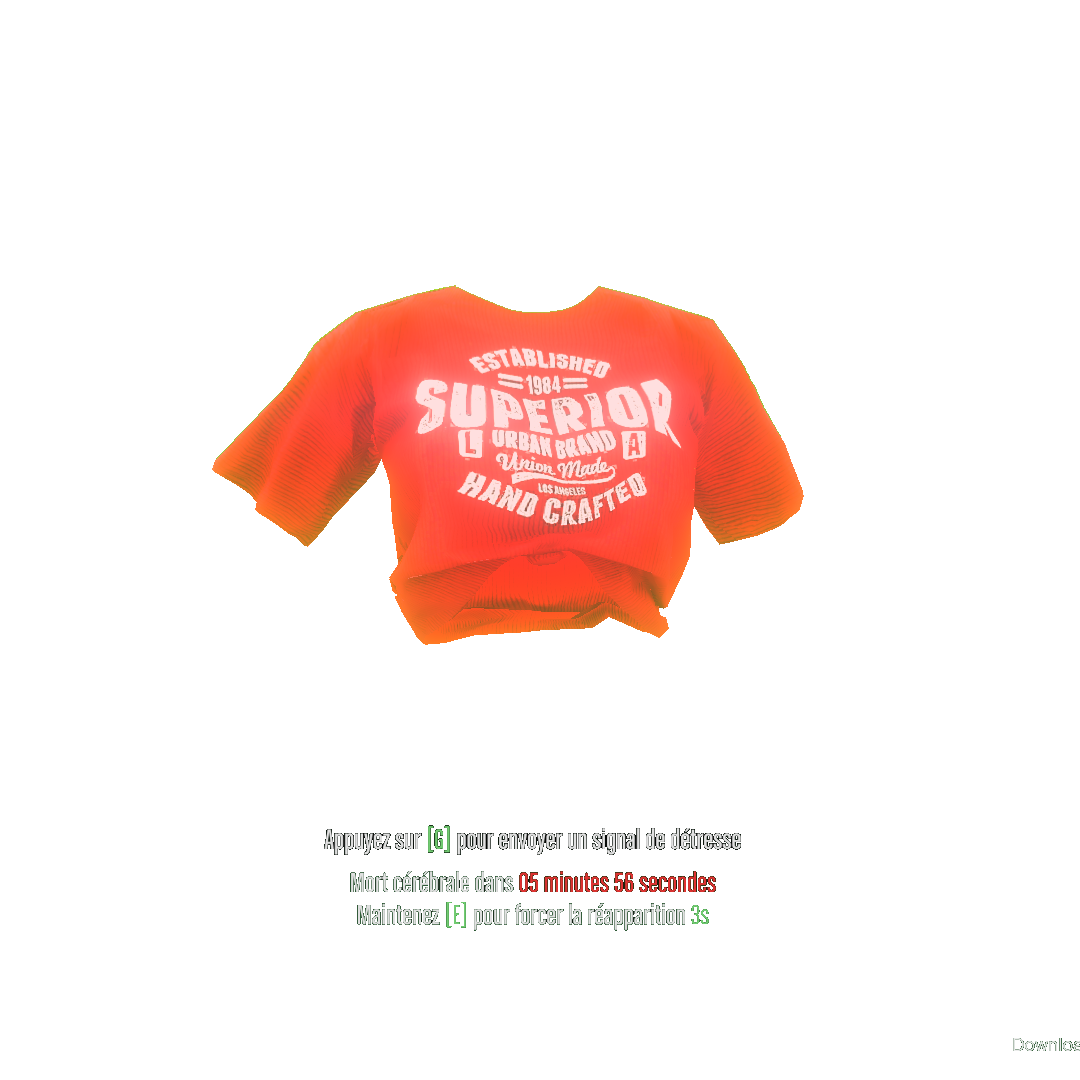 ESTABLISHED
1984
SUPERIOR
L URBAN BRAND A
Union Made
LOS ANGELES
HAND CRAFTED
Appuyez sur [G] pour envoyer un signal de détresse
Mort cérébrale dans 05 minutes 56 secondes
Maintenez [E] pour forcer la réapparition 3s